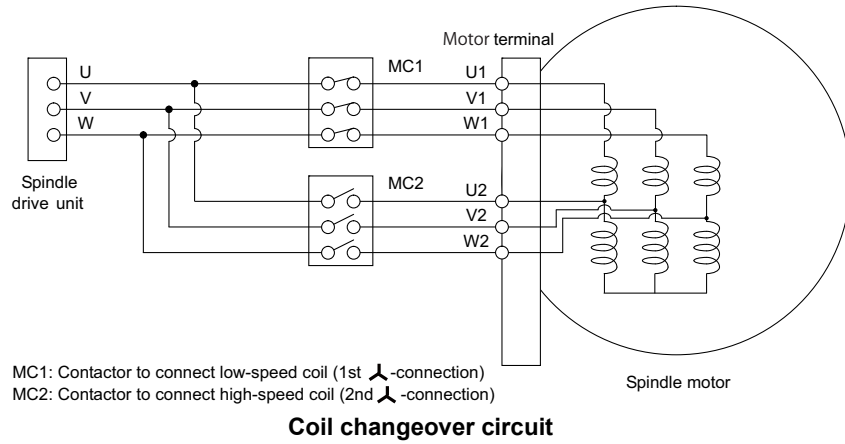 Motor terminal
U
MC1
U1
V
V1
W
W1
Spindle
drive unit
MC2
U2
V2
W2
MC1: Contactor to connect low-speed coil (1st -connection)
MC2: Contactor to connect high-speed coil (2nd -connection)
Spindle motor
Coil changeover circuit